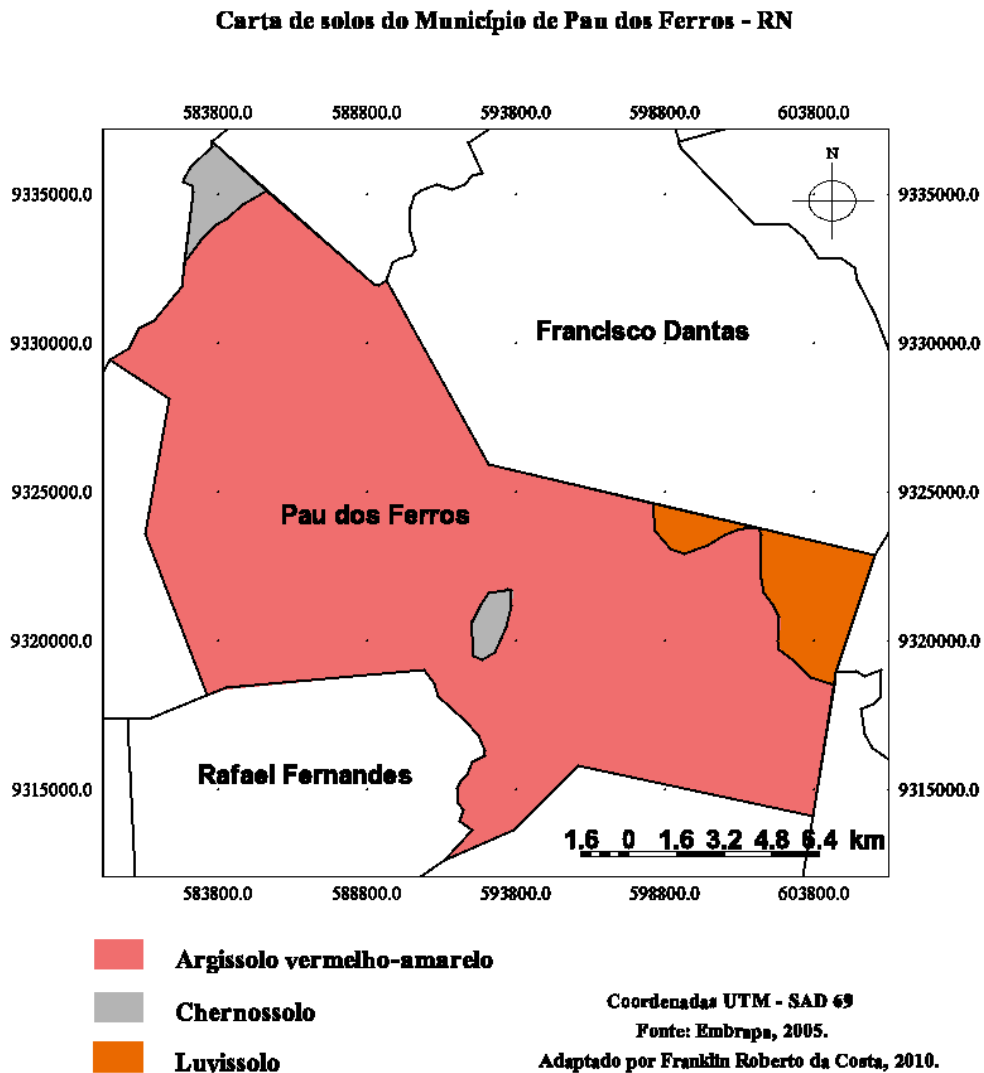 Carta de solos do Município de Pau dos Ferros - RN
583800.0 588800.0 593800.0 598800.0 603800.0
N
9335000.0 9335000.0
Francisco Dantas
9330000.0 9330000.0
9325000.0 9325000.0
Pau dos Ferros
9320000.0 9320000.0
Rafael Fernandes
9315000.0 9315000.0
1.6 0 1.6 3.2 4.8 6.4 km
583800.0 588800.0 593800.0 598800.0 603800.0
Argissolo vermelho-amarelo
Chernossolo
Luvissolo
Coordenadas UTM - SAD 69
Fonte: Embrapa, 2005.
Adaptado por Franklin Roberto da Costa, 2010.